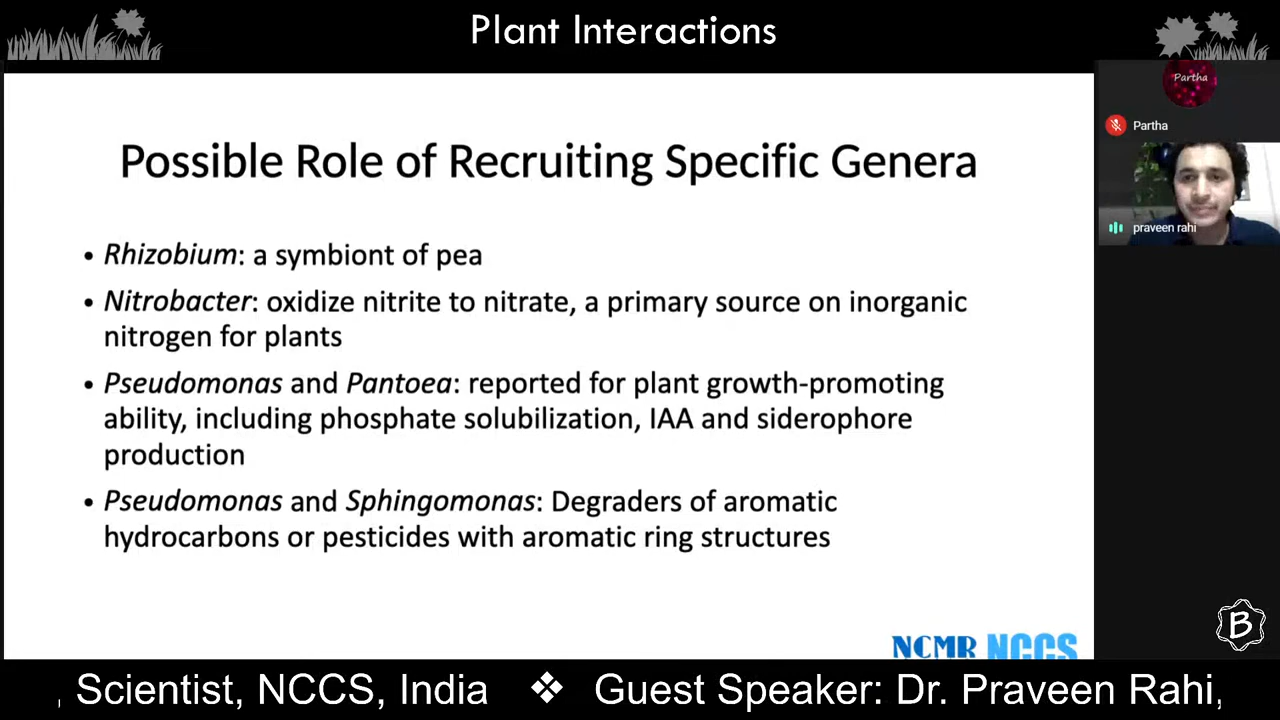 Plant Interactions
Possible Role of Recruiting Specific Genera
• Rhizobium: a symbiont of pea
• Nitrobacter: oxidize nitrite to nitrate, a primary source on inorganic
nitrogen for plants
• Pseudomonas and Pantoea: reported for plant growth-promoting
ability, including phosphate solubilization, IAA and siderophore
production
• Pseudomonas and Sphingomonas: Degraders of aromatic
hydrocarbons or pesticides with aromatic ring structures
NCMR NCCS
Partha
Partha
praveen rahi
B
, Scientist, NCCS, India ❖ Guest Speaker: Dr. Praveen Rahi,